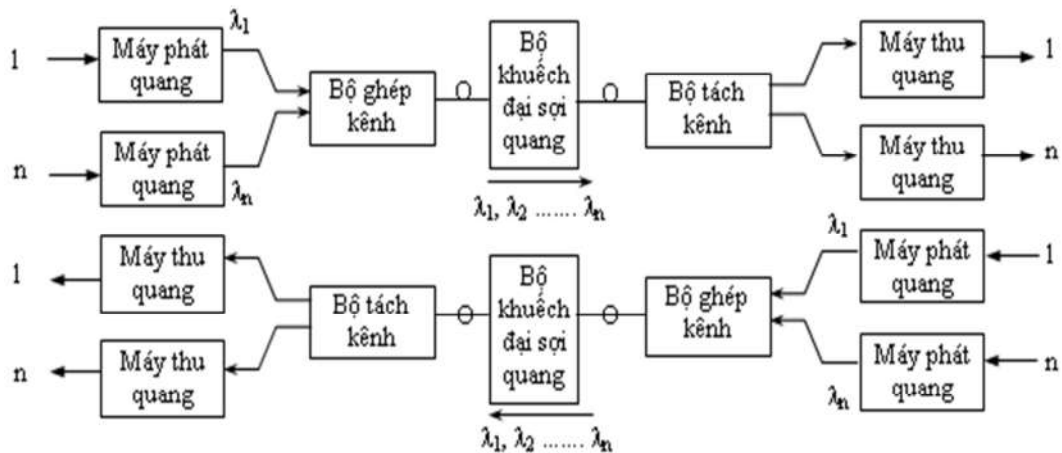 λ1
1
Máy phát
quang
Bộ ghép
kênh
Bộ
khuếch
đại sợi
quang
Bộ tách
kênh
Máy thu
quang
1
n
Máy phát
quang
λn
Máy thu
quang
n
λ1, λ2 ....... λn
1
Máy thu
quang
Bộ tách
kênh
Bộ
khuếch
đại sợi
quang
Bộ ghép
kênh
λ1
Máy phát
quang
1
n
Máy thu
quang
λn
Máy phát
quang
n
λ1, λ2 ....... λn